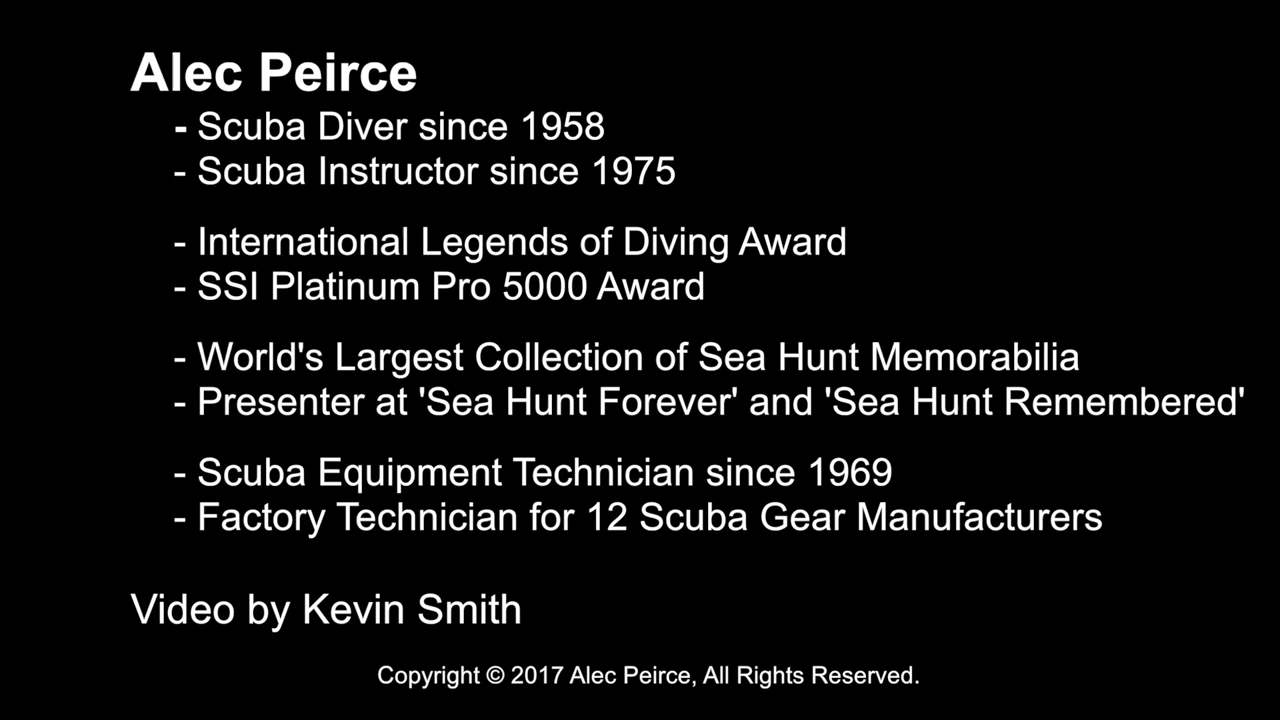 Alec Peirce
- Scuba Diver since 1958
- Scuba Instructor since 1975
- International Legends of Diving Award
- SSI Platinum Pro 5000 Award
- World's Largest Collection of Sea Hunt Memorabilia
- Presenter at 'Sea Hunt Forever' and 'Sea Hunt Remembered'
- Scuba Equipment Technician since 1969
- Factory Technician for 12 Scuba Gear Manufacturers
Video by Kevin Smith
Copyright © 2017 Alec Peirce, All Rights Reserved.